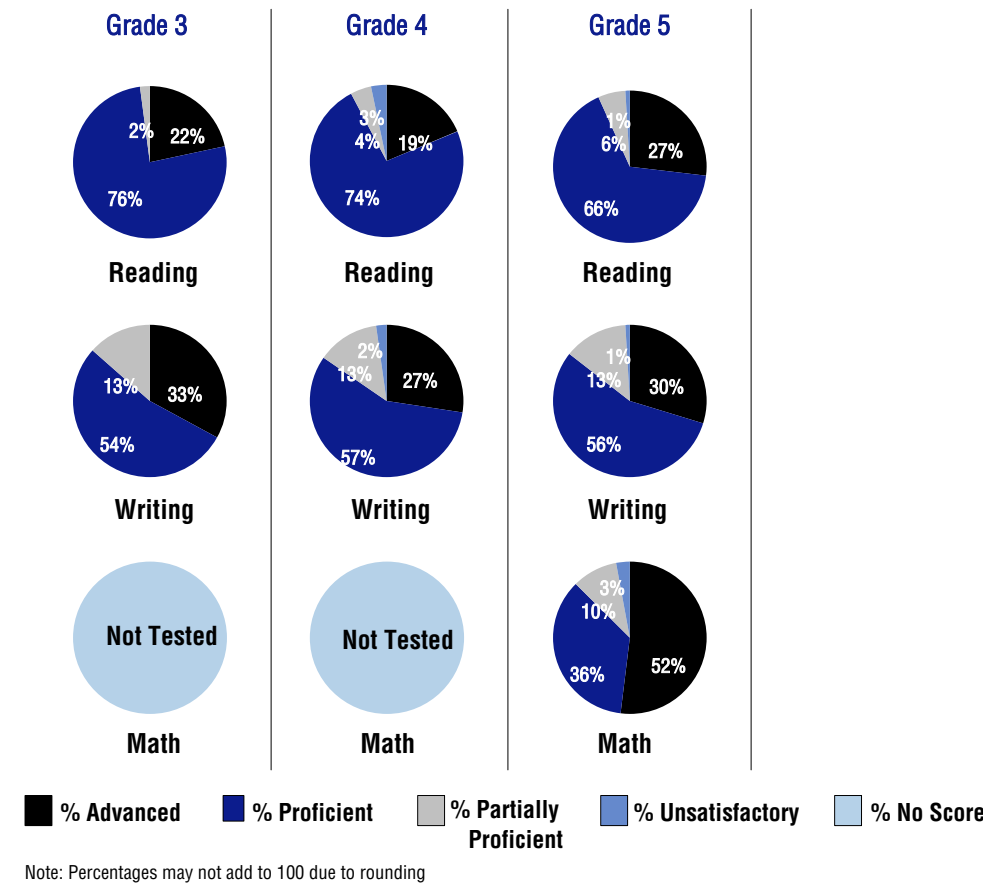 Grade 3 Grade 4 Grade 5
2% 22% 3% 4% 19% 1% 6% 27%
76% 74% 66%
Reading Reading Reading
13% 33% 2% 13% 27% 1% 13% 30%
54% 57% 56%
Writing Writing Writing
Not Tested Not Tested 3% 10%
36% 52%
Math Math Math
% Advanced % Proficient % Partially Proficient % Unsatisfactory % No Score
Note: Percentages may not add to 100 due to rounding